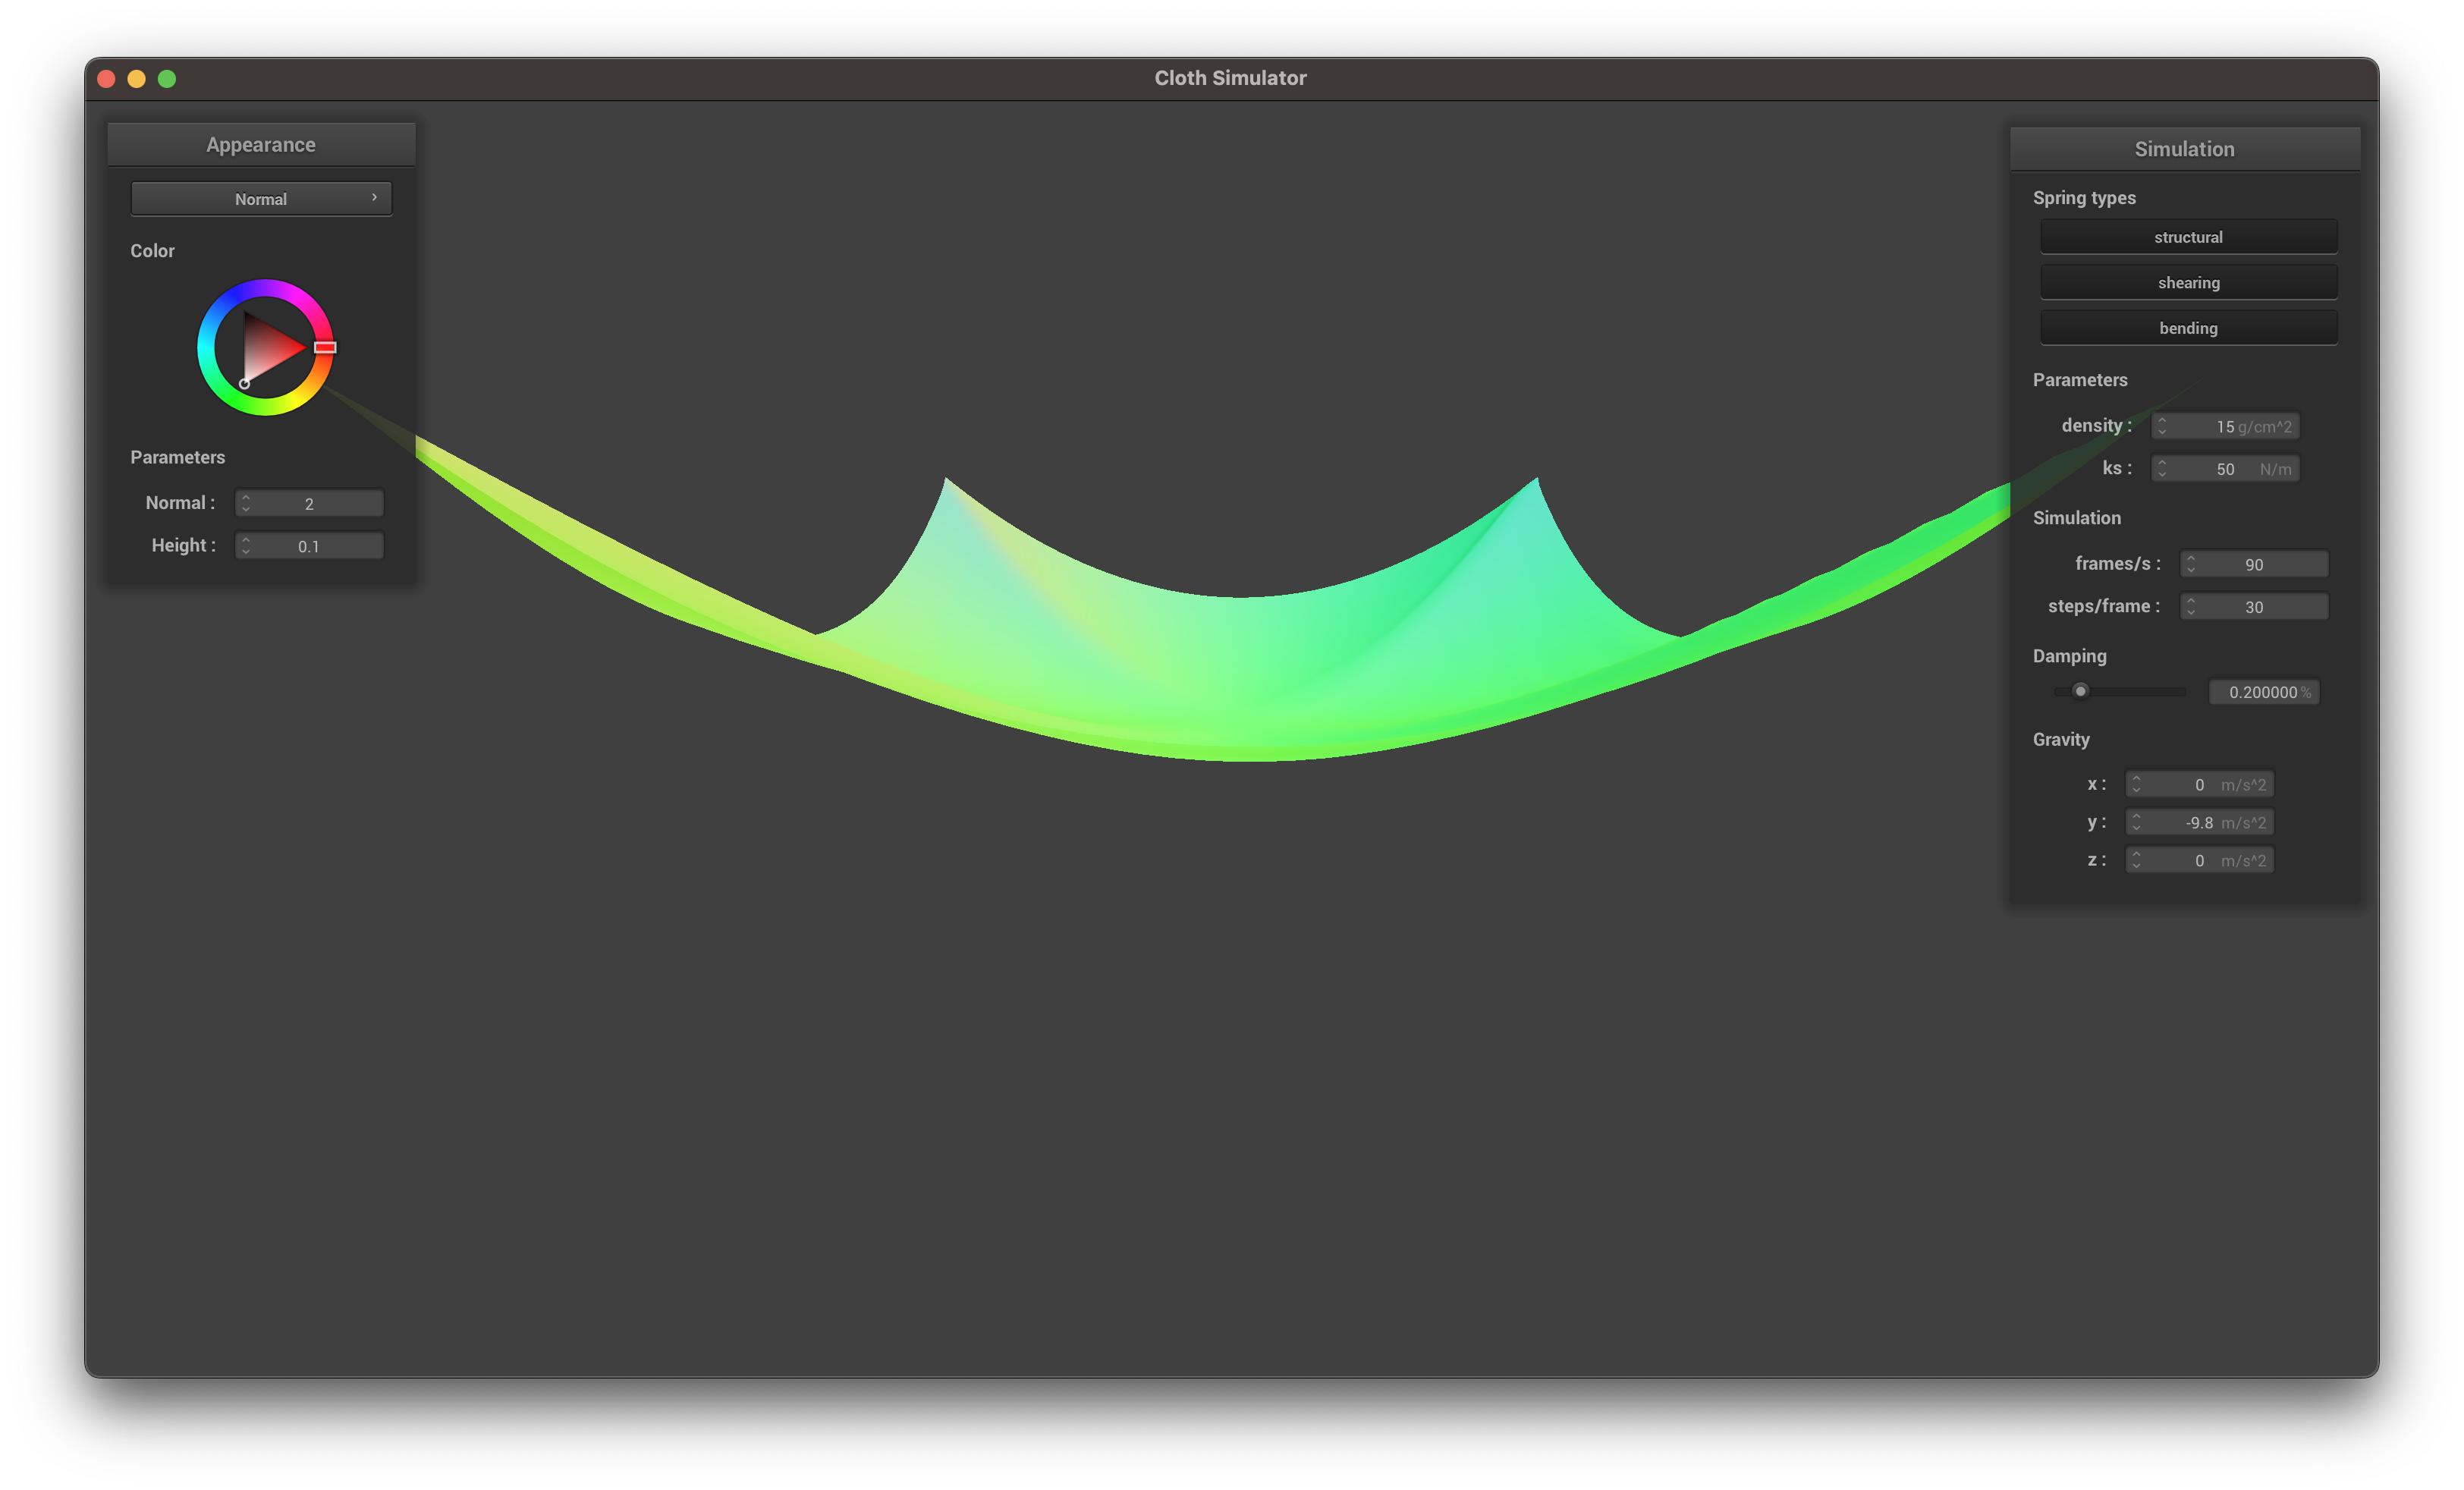 Cloth Simulator
Appearance
Normal
Color
Parameters
Normal : 2
Height : 0.1
Simulation
Spring types
structural
shearing
bending
Parameters
density : 15 g/cm^2
ks : 50 N/m
Simulation
frames/s : 90
steps/frame : 30
Damping
0.200000 %
Gravity
x : 0 m/s^2
y : -9.8 m/s^2
z : 0 m/s^2